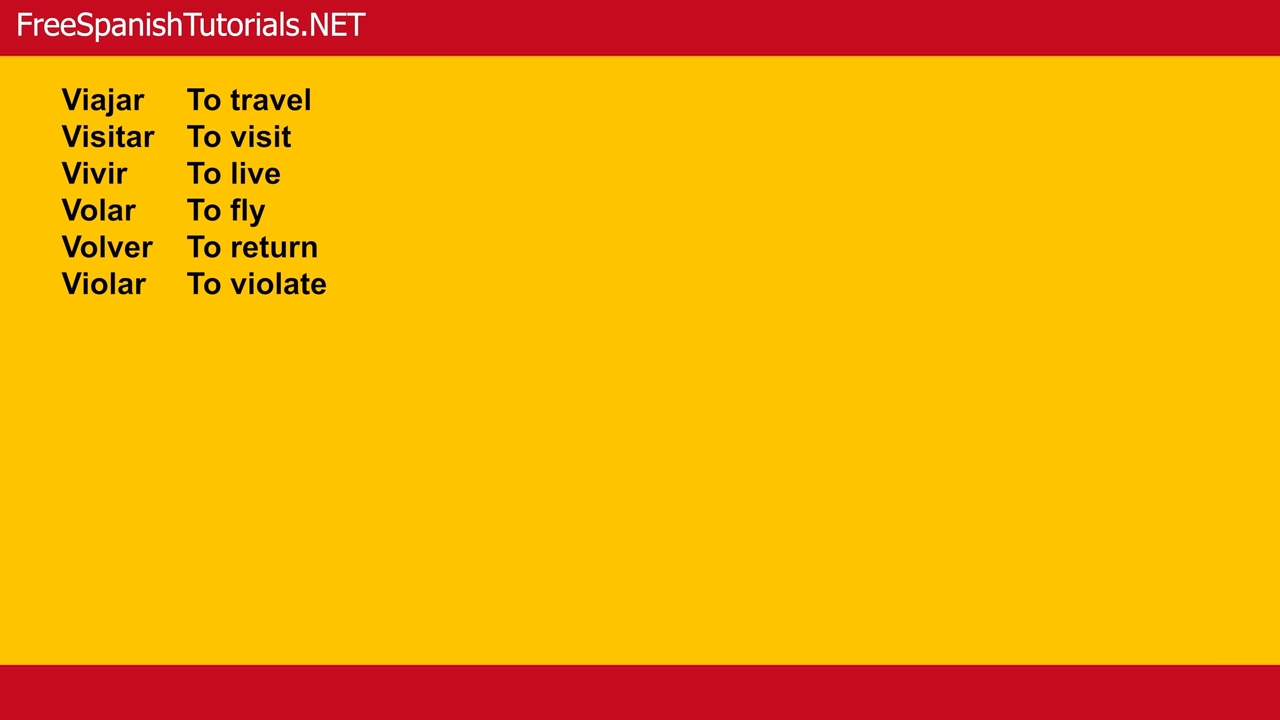 FreeSpanishTutorials.NET
Viajar To travel
Visitar To visit
Vivir To live
Volar To fly
Volver To return
Violar To violate